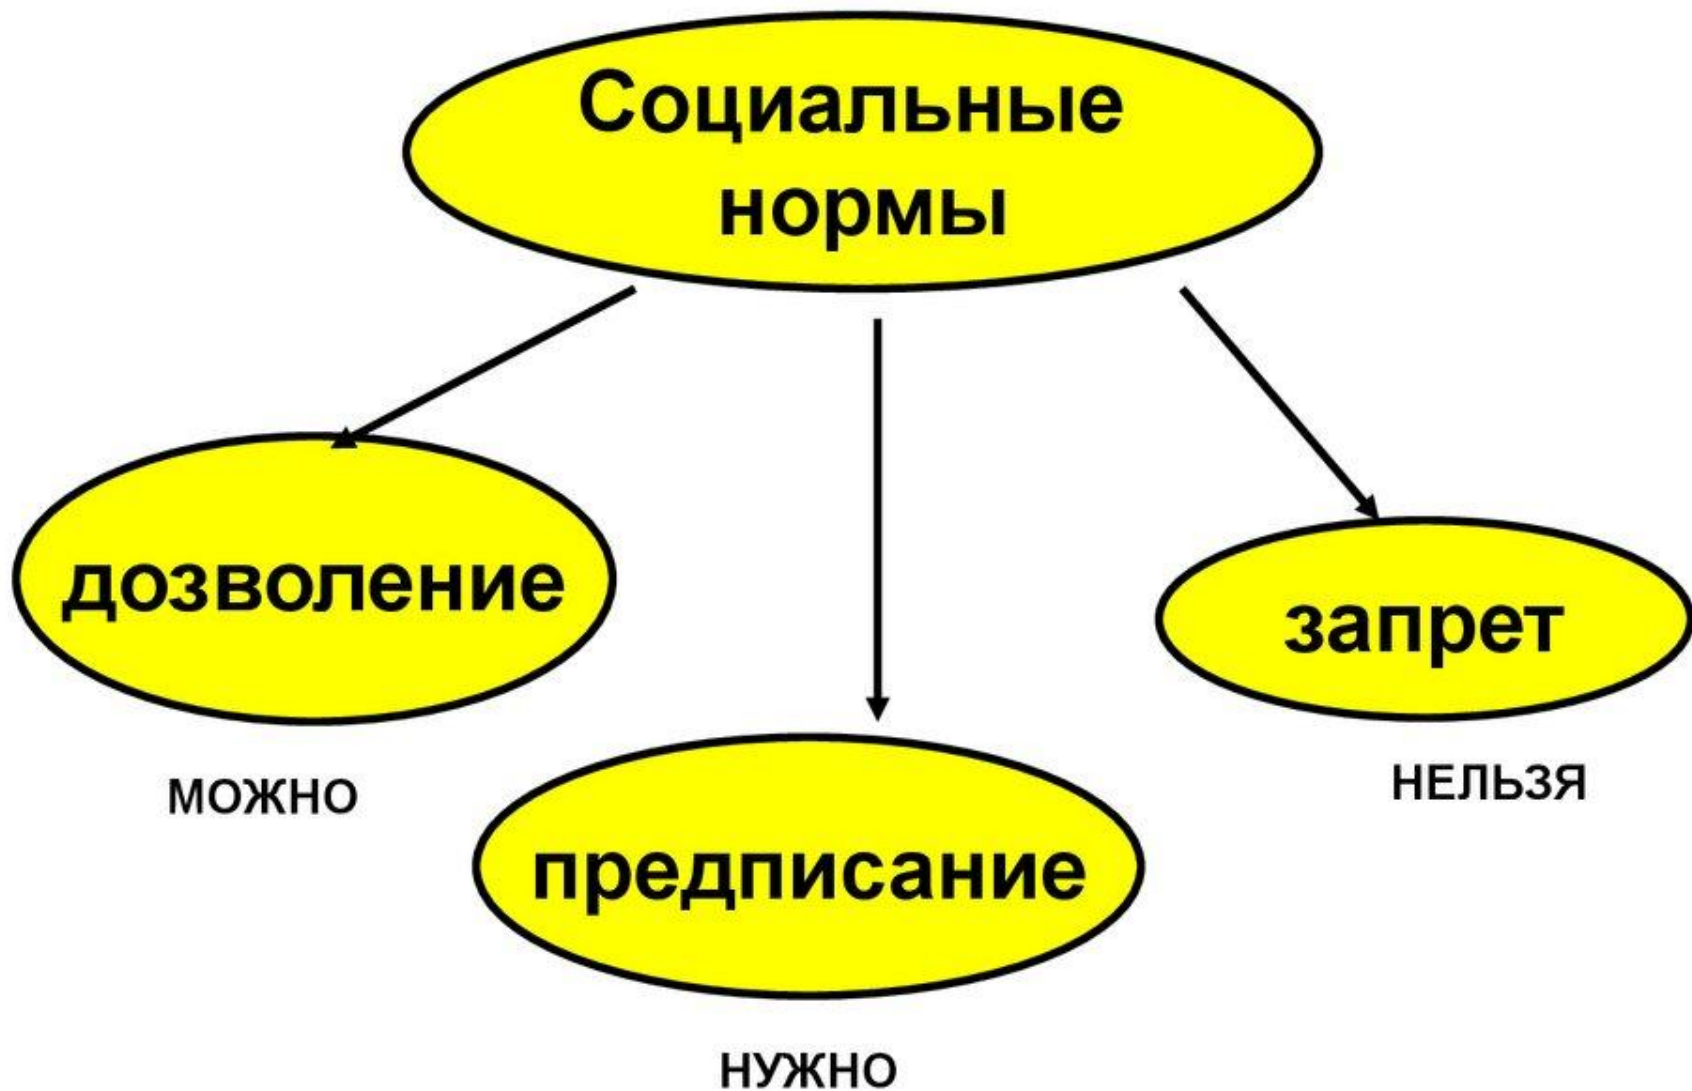 Социальные
нормы
дозволение
запрет
МОЖНО
НЕЛЬЗЯ
предписание
НУЖНО